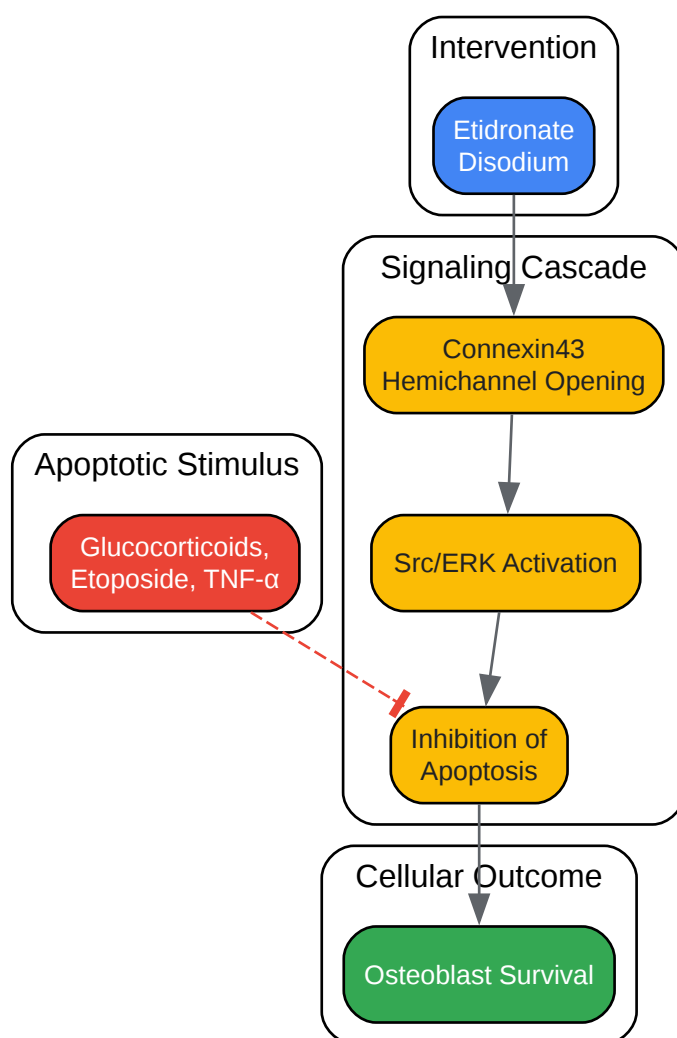 Intervention
Etidronate
Disodium
Signaling Cascade
Connexin43
Hemichannel Opening
Apoptotic Stimulus
Glucocorticoids,
Etoposide, TNF-α
Src/ERK Activation
Inhibition of
Apoptosis
Cellular Outcome
Osteoblast Survival